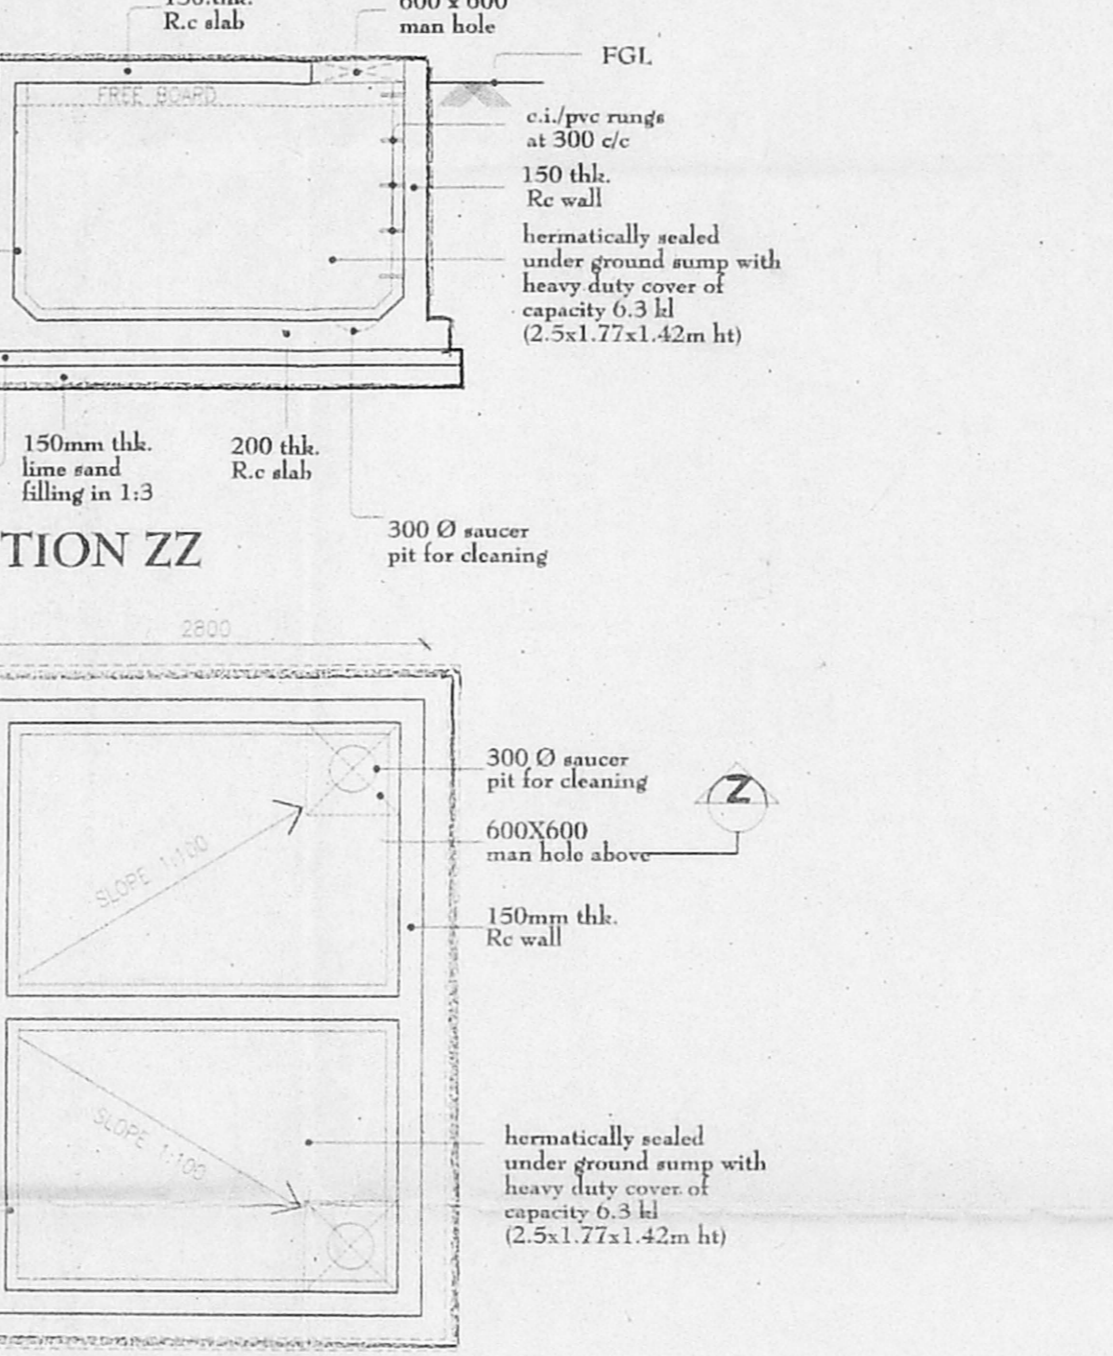 150.thk.
R.c slab
600 x 600
man hole
FGL
FREE BOARD
c.i./pvc rungs
at 300 c/c
150 thk.
Rc wall
hermatically sealed
under ground sump with
heavy duty cover of
capacity 6.3 kl
(2.5x1.77x1.42m ht)
150mm thk.
lime sand
filling in 1:3
200 thk.
R.c slab
300 Ø saucer
pit for cleaning
TION ZZ
2800
300 Ø saucer
pit for cleaning
Z
600X600
man hole above
SLOPE 1:100
150mm thk.
Rc wall
SLOPE 1:100
hermatically sealed
under ground sump with
heavy duty cover of
capacity 6.3 kl
(2.5x1.77x1.42m ht)